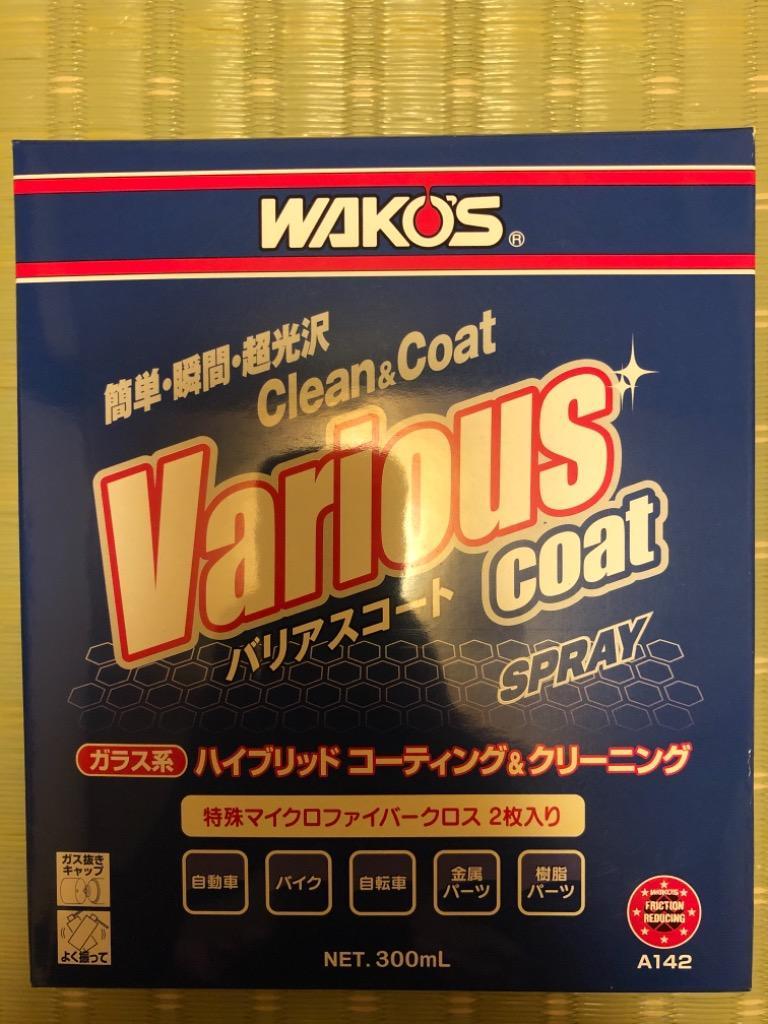 WAKO'S®
簡単・瞬間・超光沢
Clean&Coat
Various
coat
バリアスコート
SPRAY
ガラス系 ハイブリッド コーティング&クリーニング
特殊マイクロファイバークロス 2枚入り
ガス抜き
キャップ
自動車
バイク
自転車
金属
パーツ
樹脂
パーツ
よく振って
WAKO'S
FRICTION
REDUCING
NET. 300mL
A142